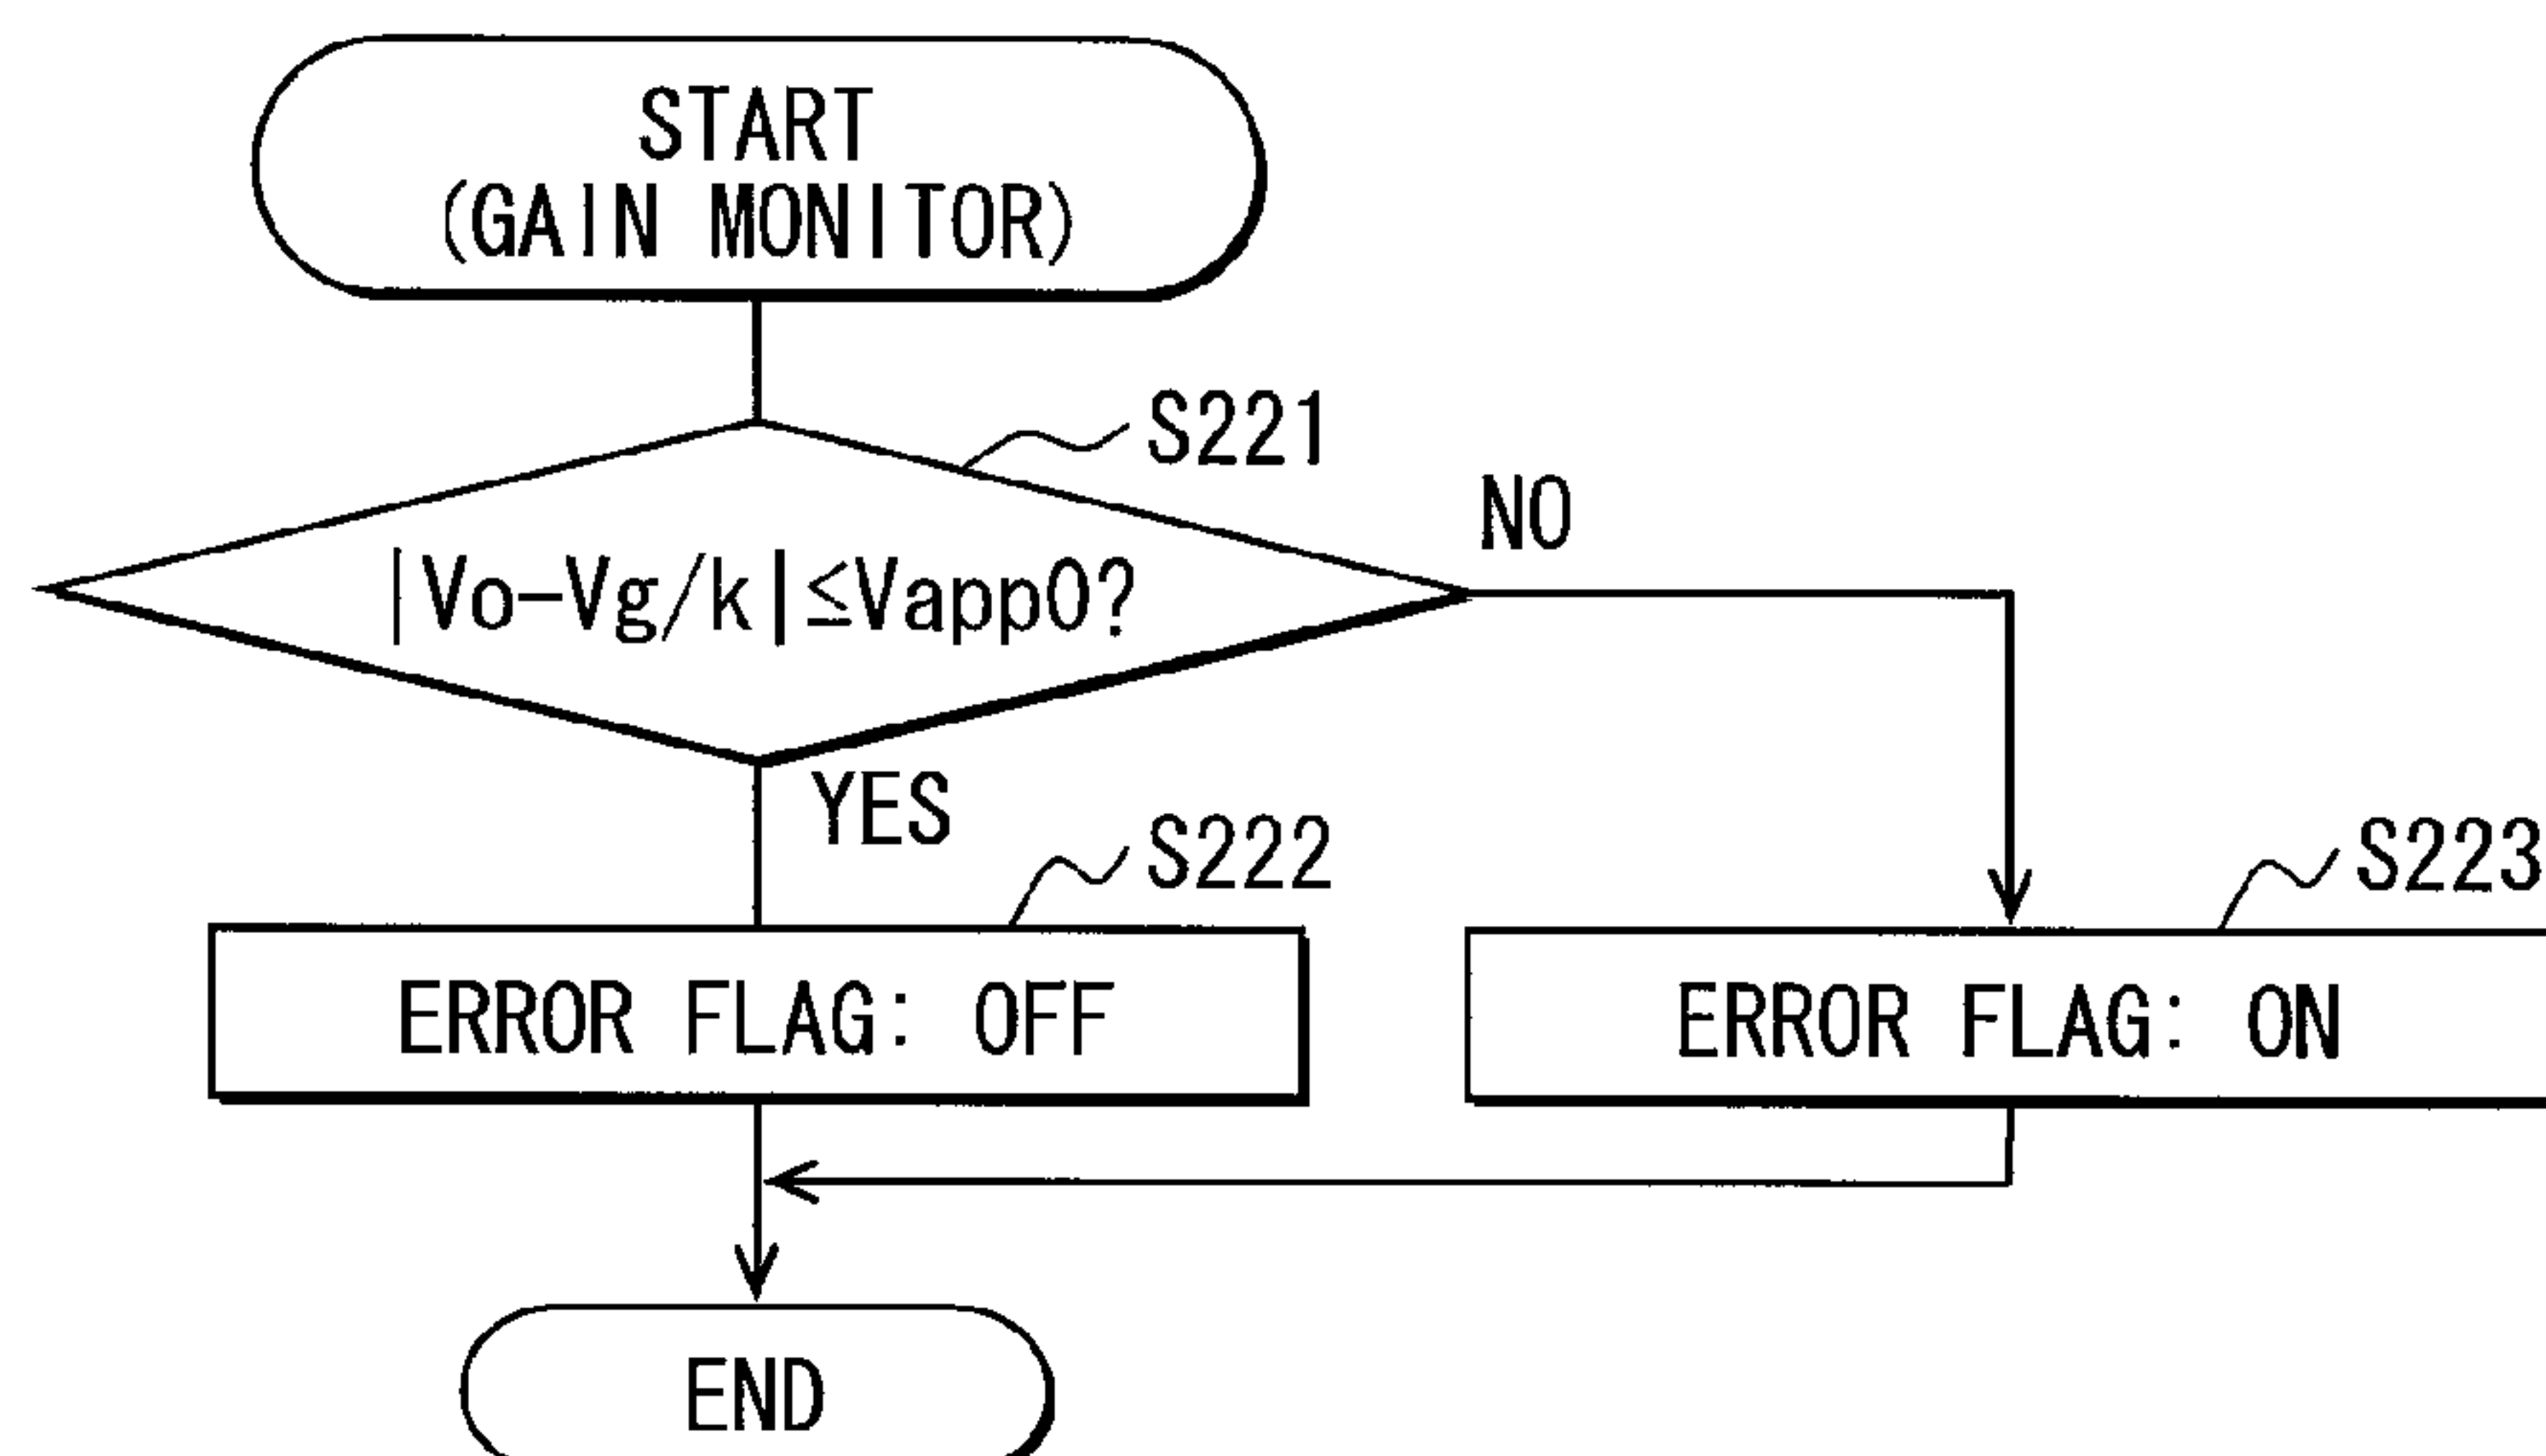 START
(GAIN MONITOR)
S221
NO
|Vo-Vg/k|≦Vapp0?
YES
S222
S223
ERROR FLAG: OFF
ERROR FLAG: ON
END